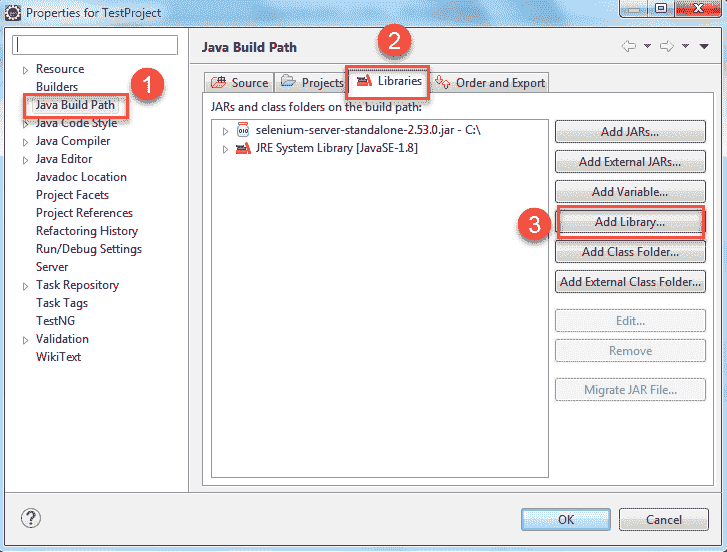 Properties for TestProject
Resource
Builders
Java Build Path
Java Code Style
Java Compiler
Java Editor
Javadoc Location
Project Facets
Project References
Refactoring History
Run/Debug Settings
Server
Task Repository
Task Tags
TestNG
Validation
WikiText
1
Java Build Path
2
Source Projects Libraries Order and Export
JARs and class folders on the build path:
010
selenium-server-standalone-2.53.0.jar - C:\
JRE System Library [JavaSE-1.8]
Add JARs...
Add External JARs...
Add Variable...
3
Add Library...
Add Class Folder...
Add External Class Folder...
Edit...
Remove
Migrate JAR File...
?
OK
Cancel